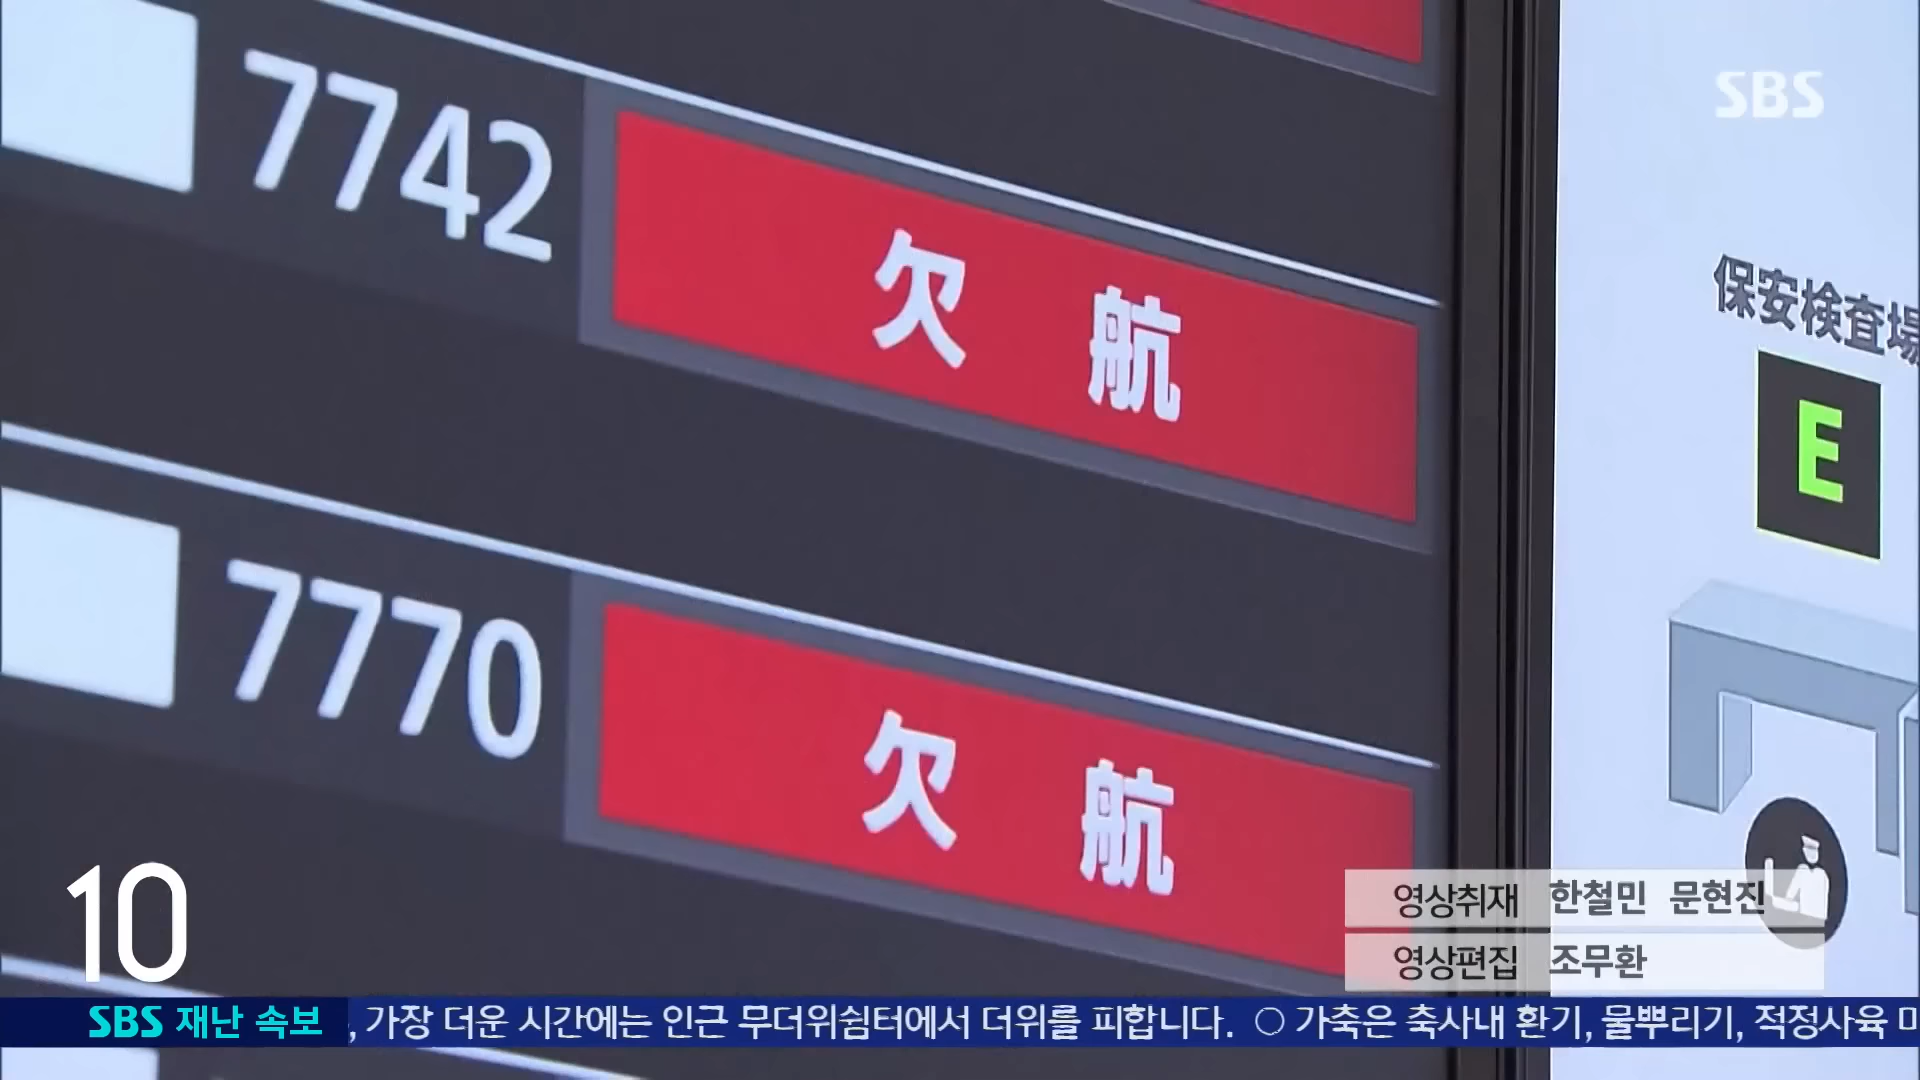 SBS
7742 欠航
保安検査場
E
7770 欠航
10
영상취재 한철민 문현진
영상편집 조무환
SBS 재난 속보 , 가장 더운 시간에는 인근 무더위쉼터에서 더위를 피합니다. ○ 가축은 축사내 환기, 물뿌리기, 적정사육